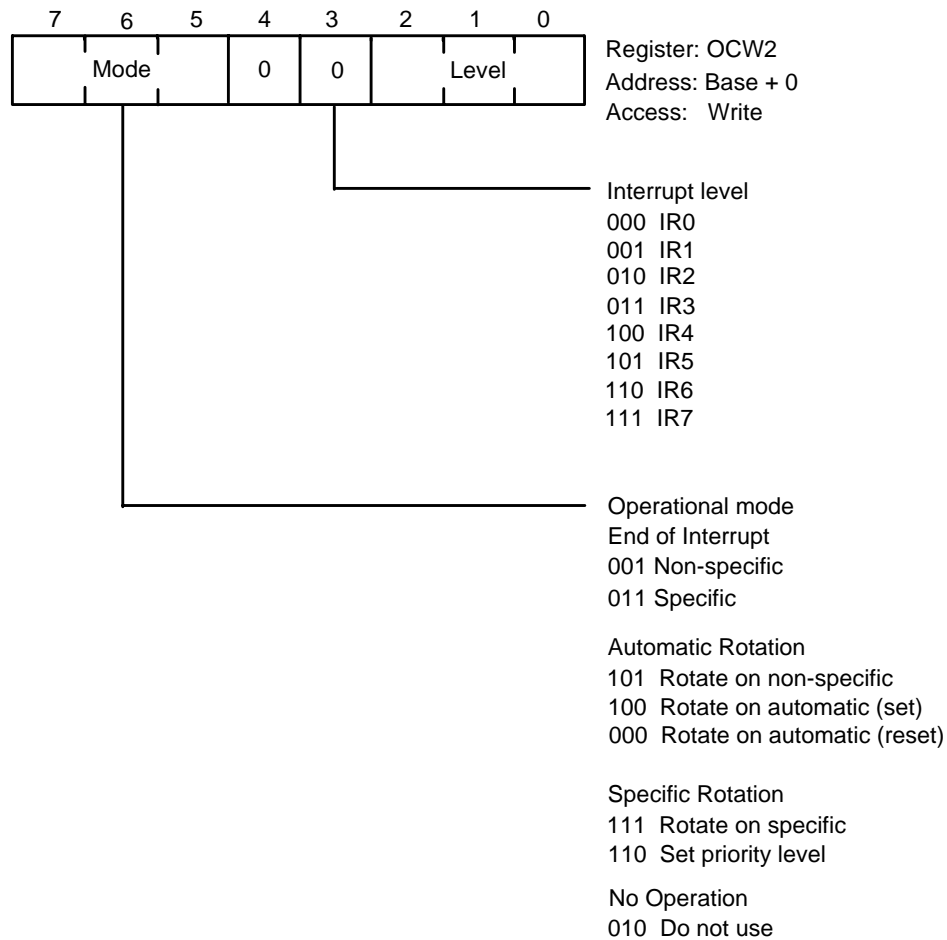 7 6 5 4 3 2 1 0
Mode 0 0 Level
Register: OCW2
Address: Base + 0
Access: Write
Interrupt level
000 IR0
001 IR1
010 IR2
011 IR3
100 IR4
101 IR5
110 IR6
111 IR7
Operational mode
End of Interrupt
001 Non-specific
011 Specific
Automatic Rotation
101 Rotate on non-specific
100 Rotate on automatic (set)
000 Rotate on automatic (reset)
Specific Rotation
111 Rotate on specific
110 Set priority level
No Operation
010 Do not use